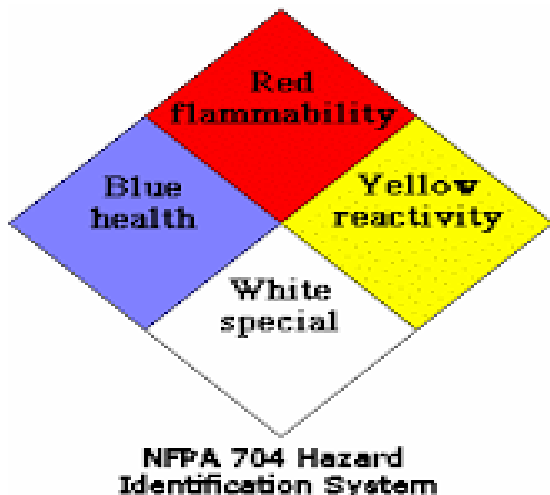 Red
flammability
Blue
health
Yellow
reactivity
White
special
NFPA 704 Hazard
Identification System